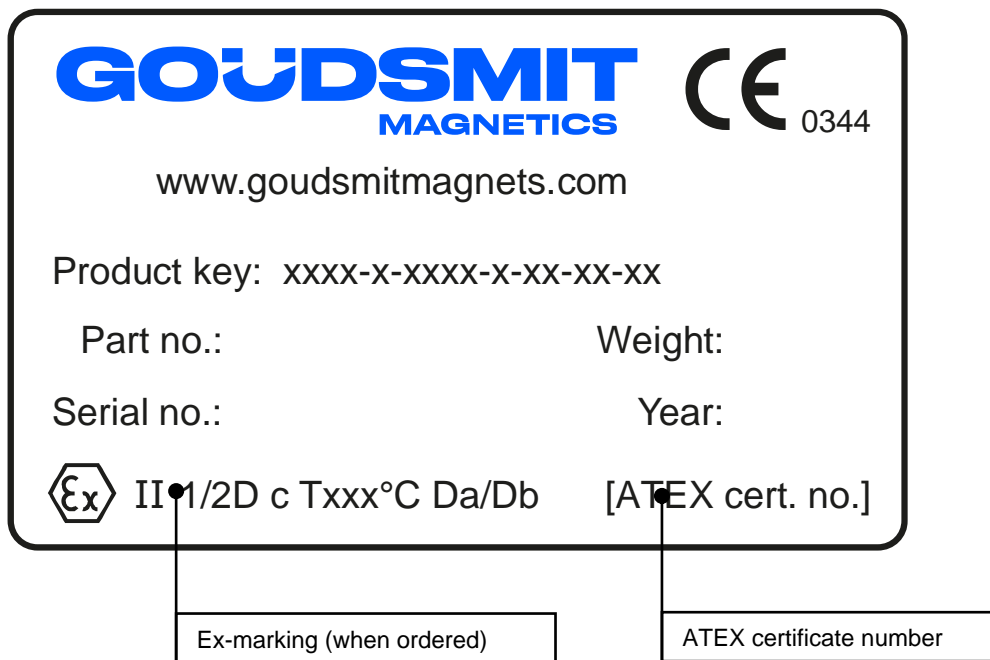 GOUDSMIT
MAGNETICS
CE 0344
www.goudsmitmagnets.com
Product key: xxxx-x-xxxx-x-xx-xx-xx
Part no.: Weight:
Serial no.: Year:
Ex II 1/2D c Txxx°C Da/Db [ATEX cert. no.]
Ex-marking (when ordered) ATEX certificate number